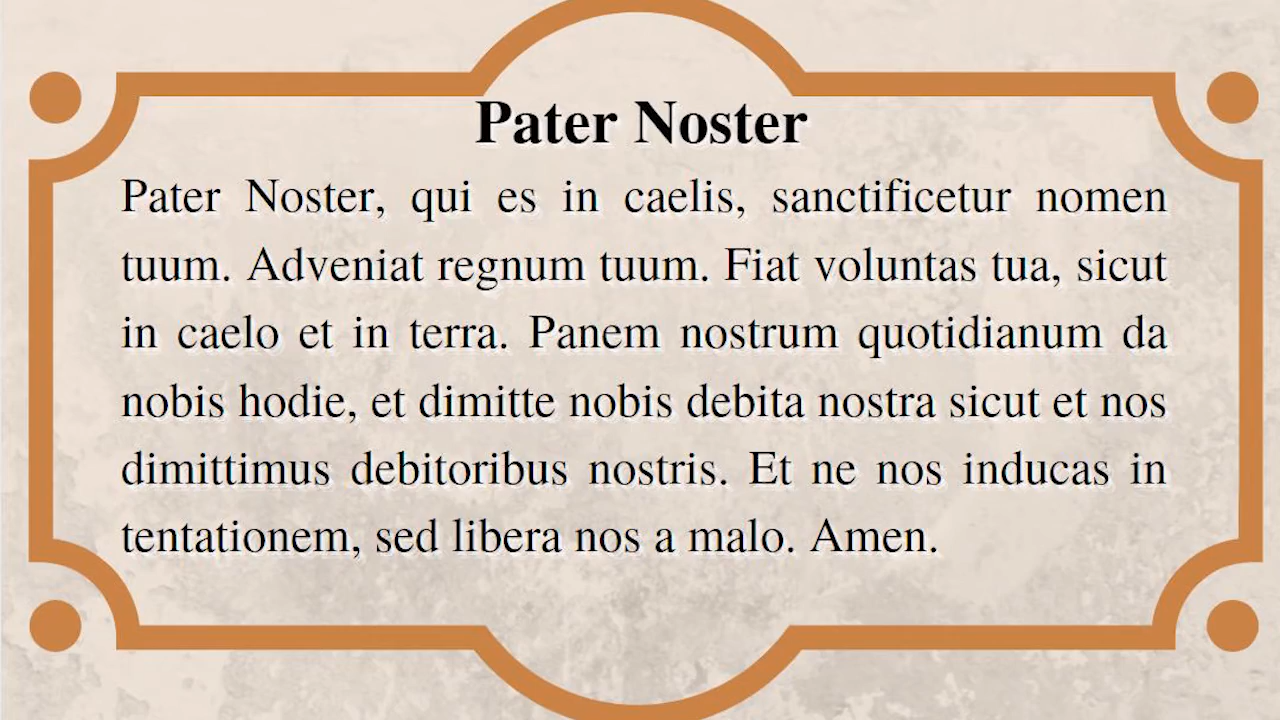 Pater Noster
Pater Noster, qui es in caelis, sanctificetur nomen
tuum. Adveniat regnum tuum. Fiat voluntas tua, sicut
in caelo et in terra. Panem nostrum quotidianum da
nobis hodie, et dimitte nobis debita nostra sicut et nos
dimittimus debitoribus nostris. Et ne nos inducas in
tentationem, sed libera nos a malo. Amen.